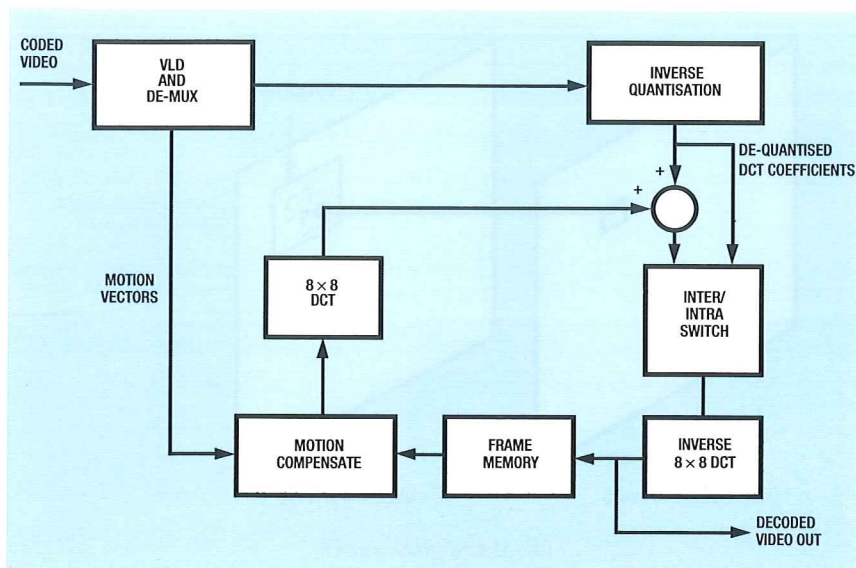 CODED
VIDEO
VLD
AND
DE-MUX
INVERSE
QUANTISATION
DE-QUANTISED
DCT COEFFICIENTS
+
+
MOTION
VECTORS
8 × 8
DCT
INTER/
INTRA
SWITCH
MOTION
COMPENSATE
FRAME
MEMORY
INVERSE
8 × 8 DCT
DECODED
VIDEO OUT